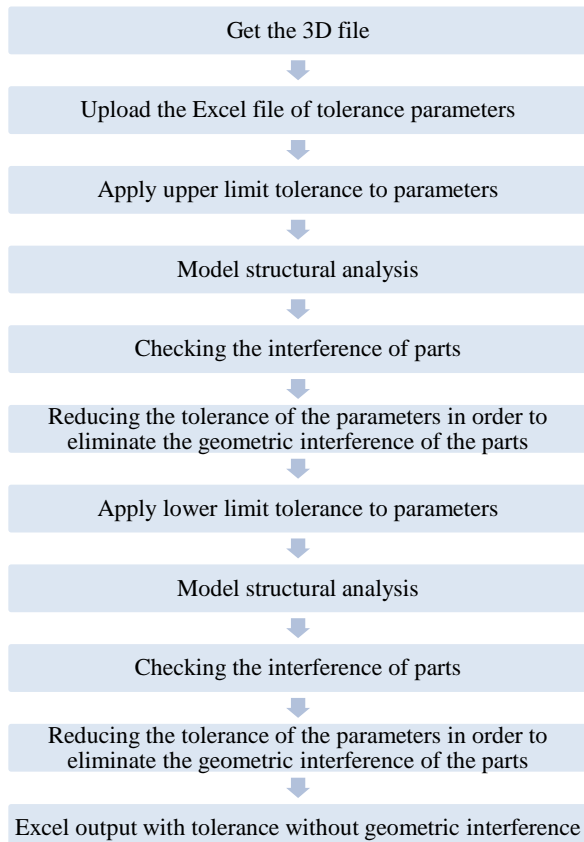 Get the 3D file
Upload the Excel file of tolerance parameters
Apply upper limit tolerance to parameters
Model structural analysis
Checking the interference of parts
Reducing the tolerance of the parameters in order to
eliminate the geometric interference of the parts
Apply lower limit tolerance to parameters
Model structural analysis
Checking the interference of parts
Reducing the tolerance of the parameters in order to
eliminate the geometric interference of the parts
Excel output with tolerance without geometric interference